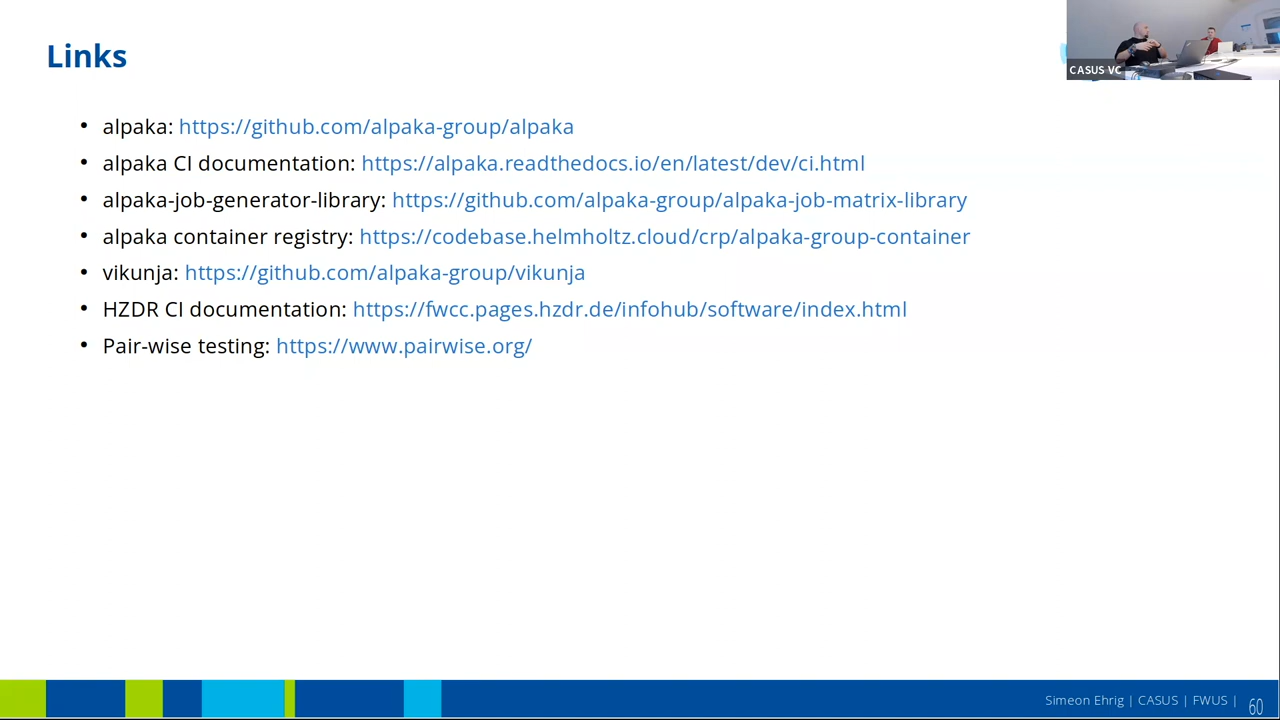 Links
CASUS VC
• alpaka: https://github.com/alpaka-group/alpaka
• alpaka CI documentation: https://alpaka.readthedocs.io/en/latest/dev/ci.html
• alpaka-job-generator-library: https://github.com/alpaka-group/alpaka-job-matrix-library
• alpaka container registry: https://codebase.helmholtz.cloud/crp/alpaka-group-container
• vikunja: https://github.com/alpaka-group/vikunja
• HZDR CI documentation: https://fwcc.pages.hzdr.de/infohub/software/index.html
• Pair-wise testing: https://www.pairwise.org/
Simeon Ehrig | CASUS | FWUS | 60